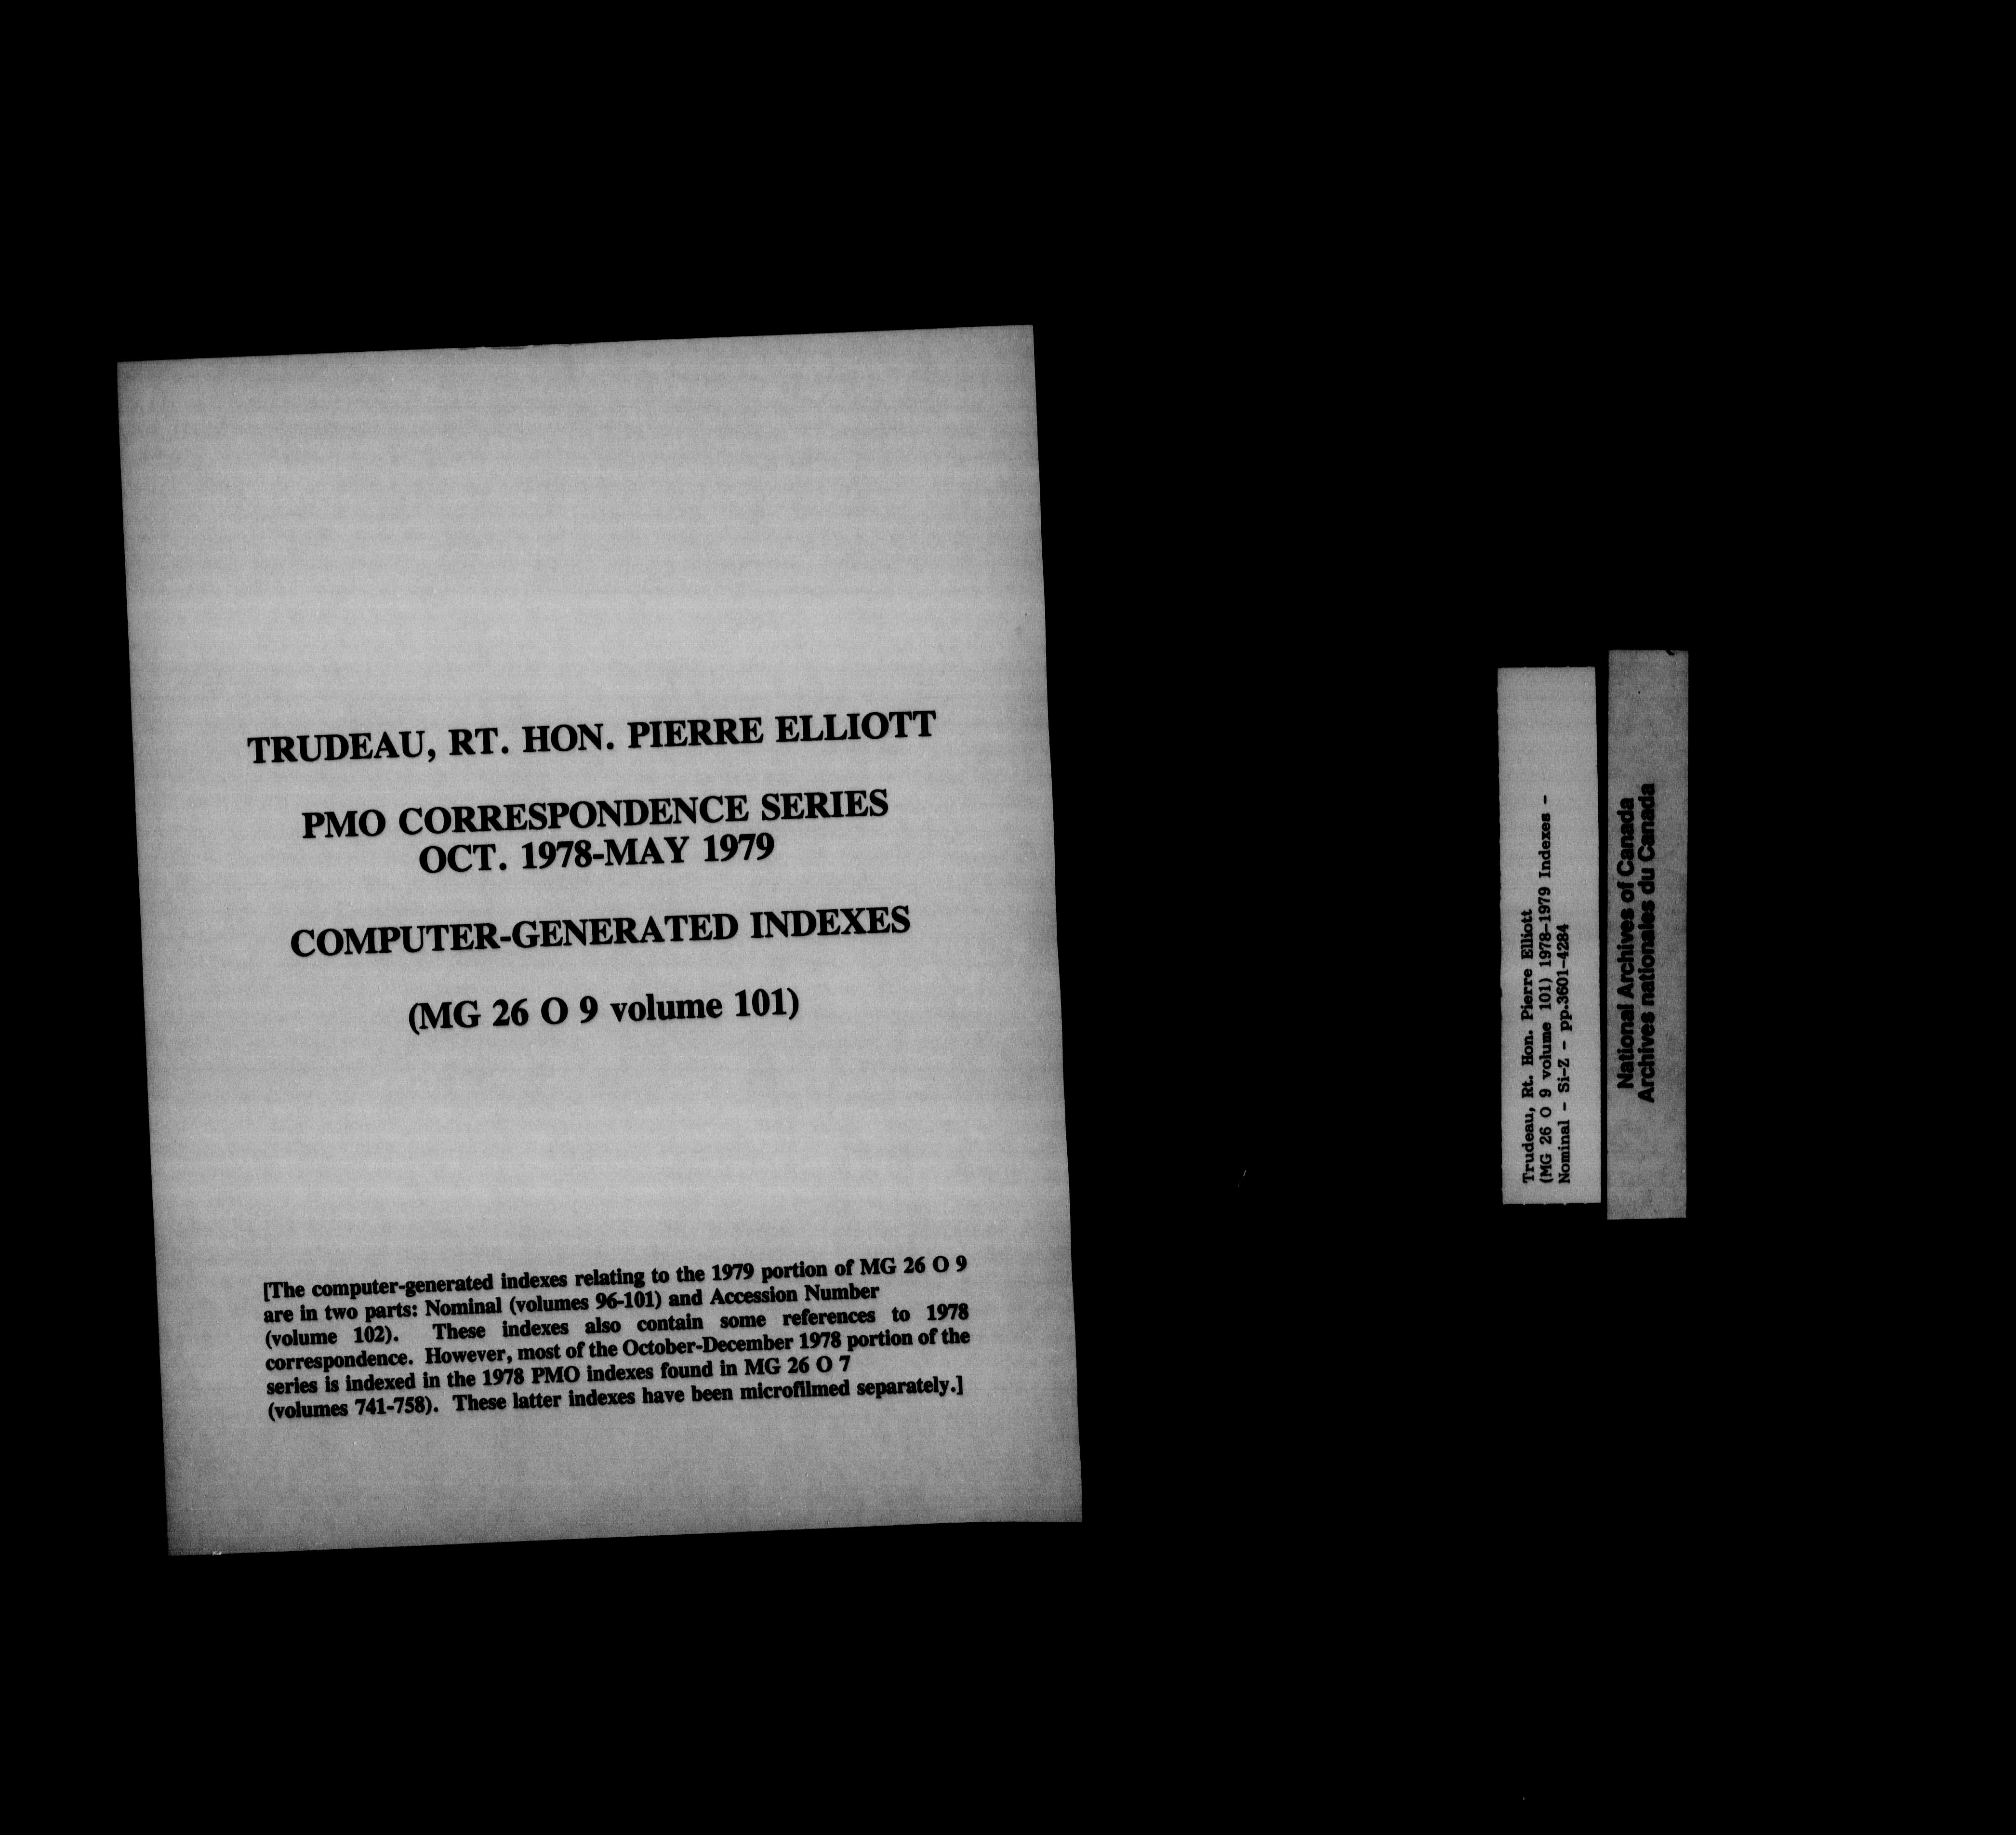 TRUDEAU, RT. HON. PIERRE ELLIOTT
PMO CORRESPONDENCE SERIES
OCT. 1978-MAY 1979
COMPUTER-GENERATED INDEXES
(MG 26 O 9 volume 101)
[The computer-generated indexes relating to the 1979 portion of MG 26 O 9
are in two parts: Nominal (volumes 96-101) and Accession Number
(volume 102). These indexes also contain some references to 1978
correspondence. However, most of the October-December 1978 portion of the
series is indexed in the 1978 PMO indexes found in MG 26 O 7
(volumes 741-758). These latter indexes have been microfilmed separately.]
Trudeau, Rt. Hon. Pierre Elliott
(MG 26 O 9 volume 101) 1978-1979 Indexes -
Nominal - Si-Z - pp.3601-4284
National Archives of Canada
Archives nationales du Canada